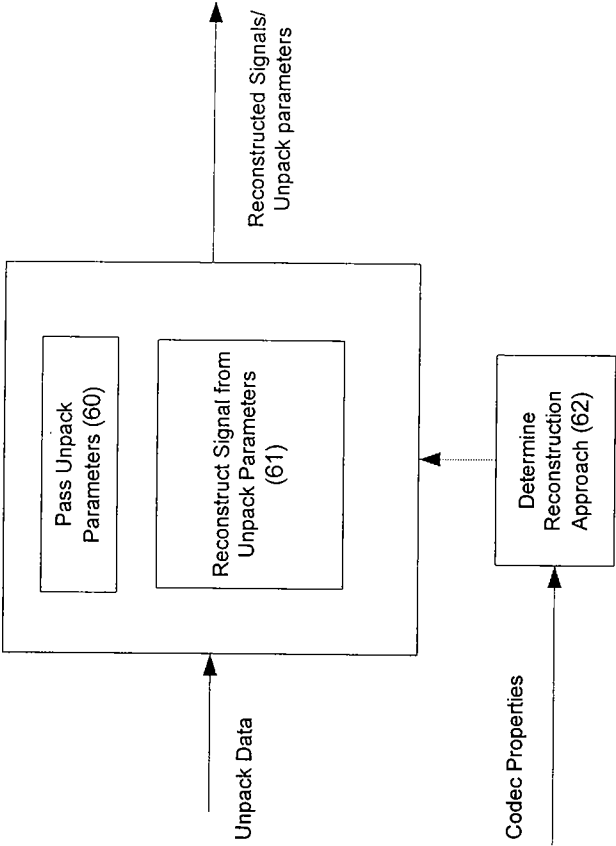 Unpack Data
Pass Unpack
Parameters (60)
Reconstruct Signal from
Unpack Parameters
(61)
Reconstructed Signals/
Unpack parameters
Codec Properties
Determine
Reconstruction
Approach (62)